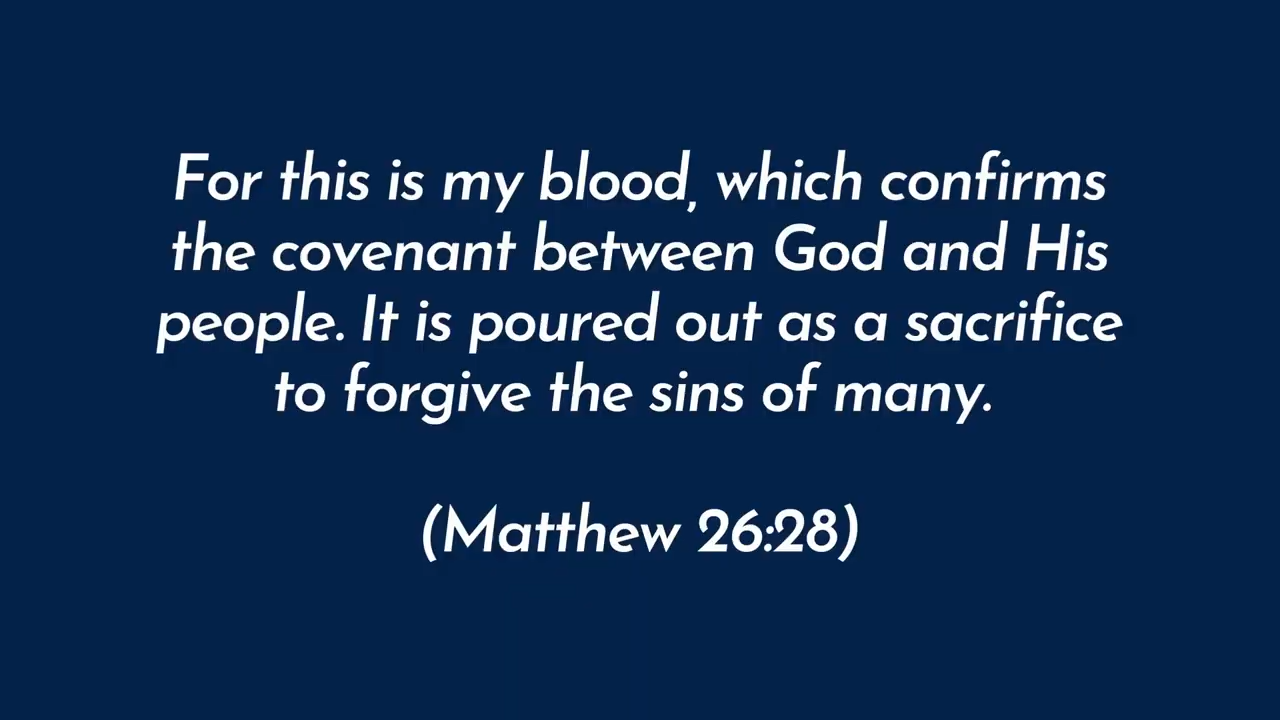 For this is my blood, which confirms
the covenant between God and His
people. It is poured out as a sacrifice
to forgive the sins of many.
(Matthew 26:28)